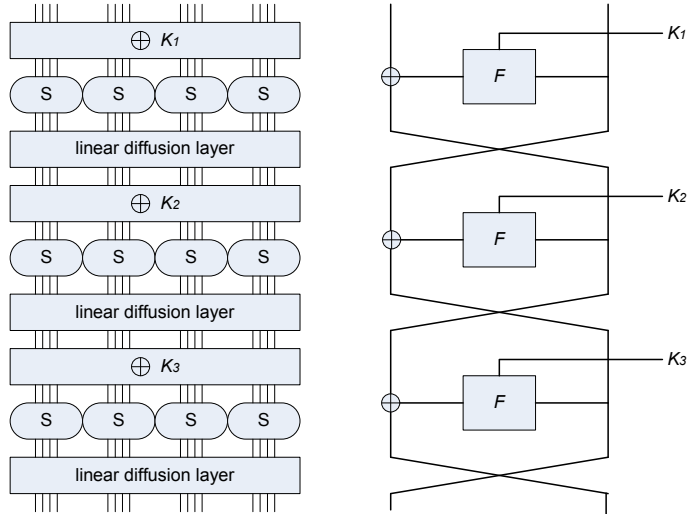 ⊕ K1
S S S S
linear diffusion layer
⊕ K2
S S S S
linear diffusion layer
⊕ K3
S S S S
linear diffusion layer
K1
F
K2
F
K3
F